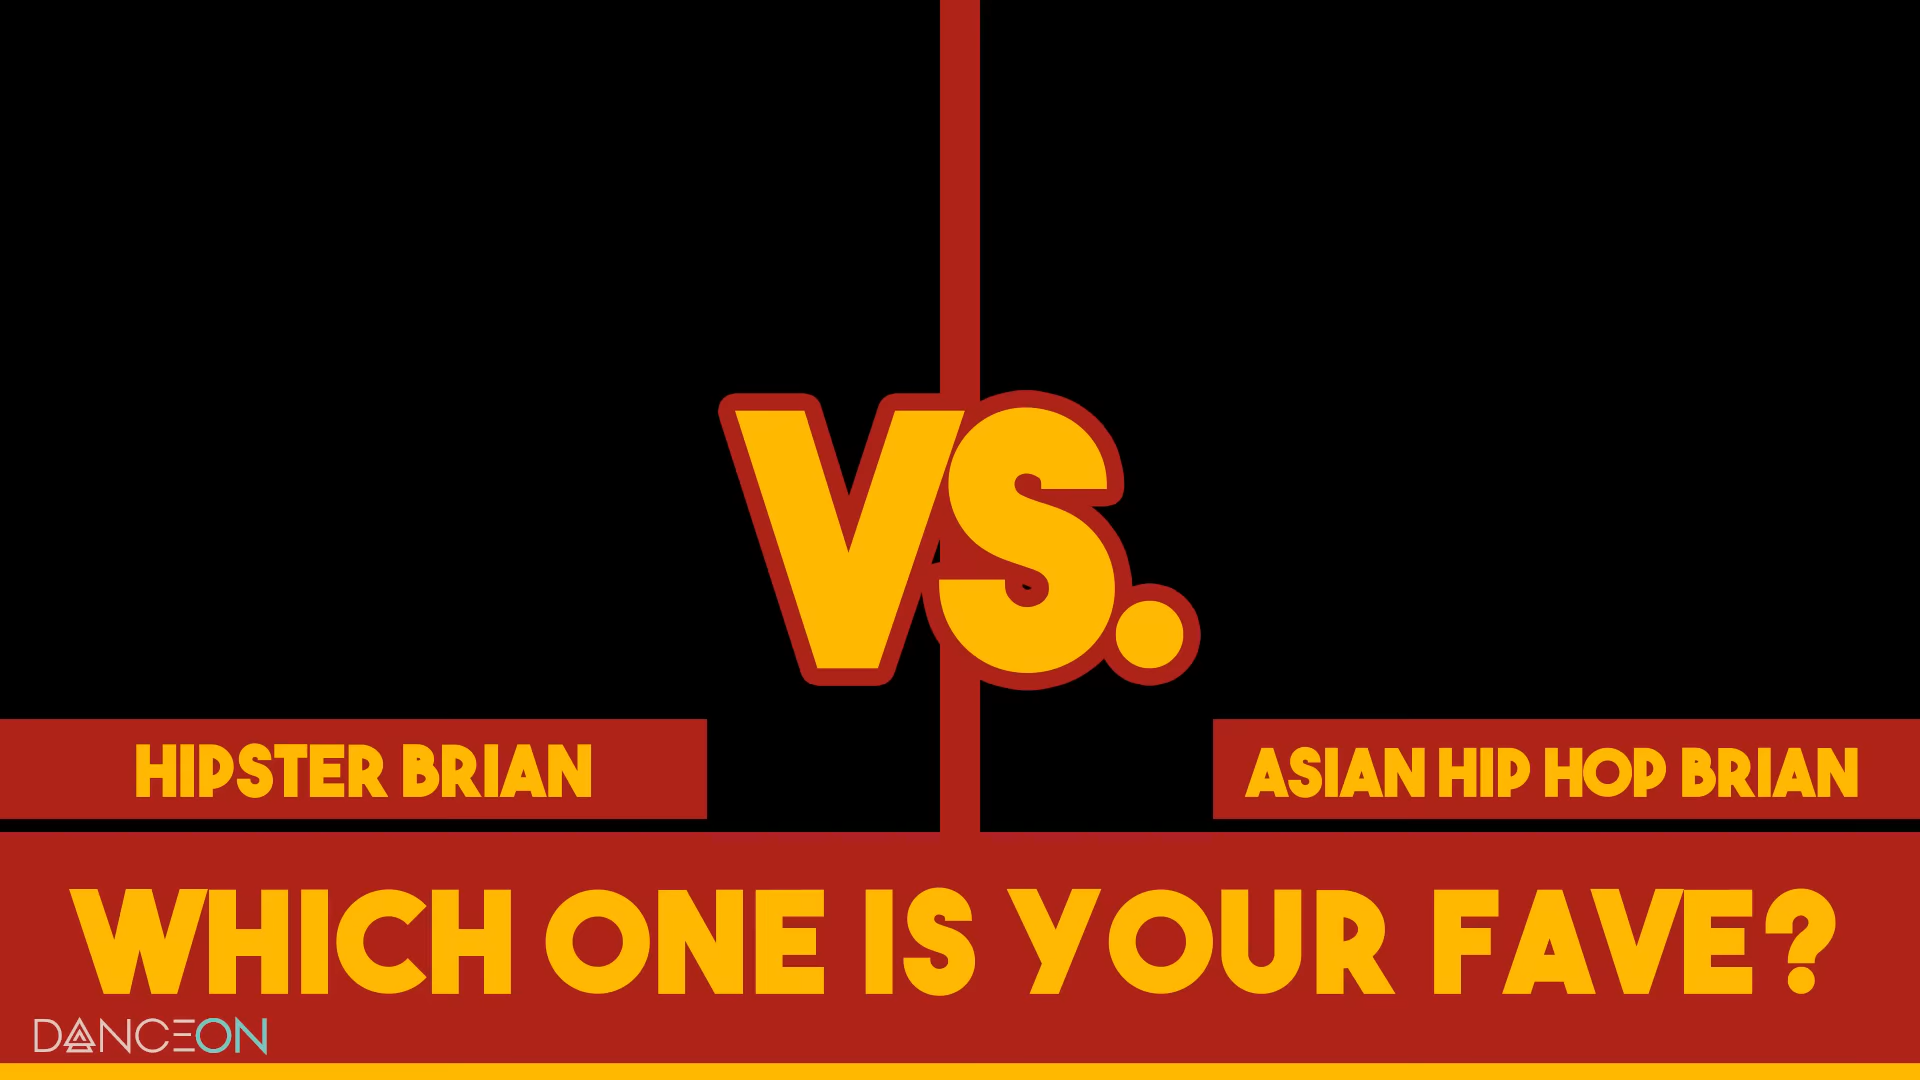 VS.
HIPSTER BRIAN
ASIAN HIP HOP BRIAN
WHICH ONE IS YOUR FAVE?
DANCEON